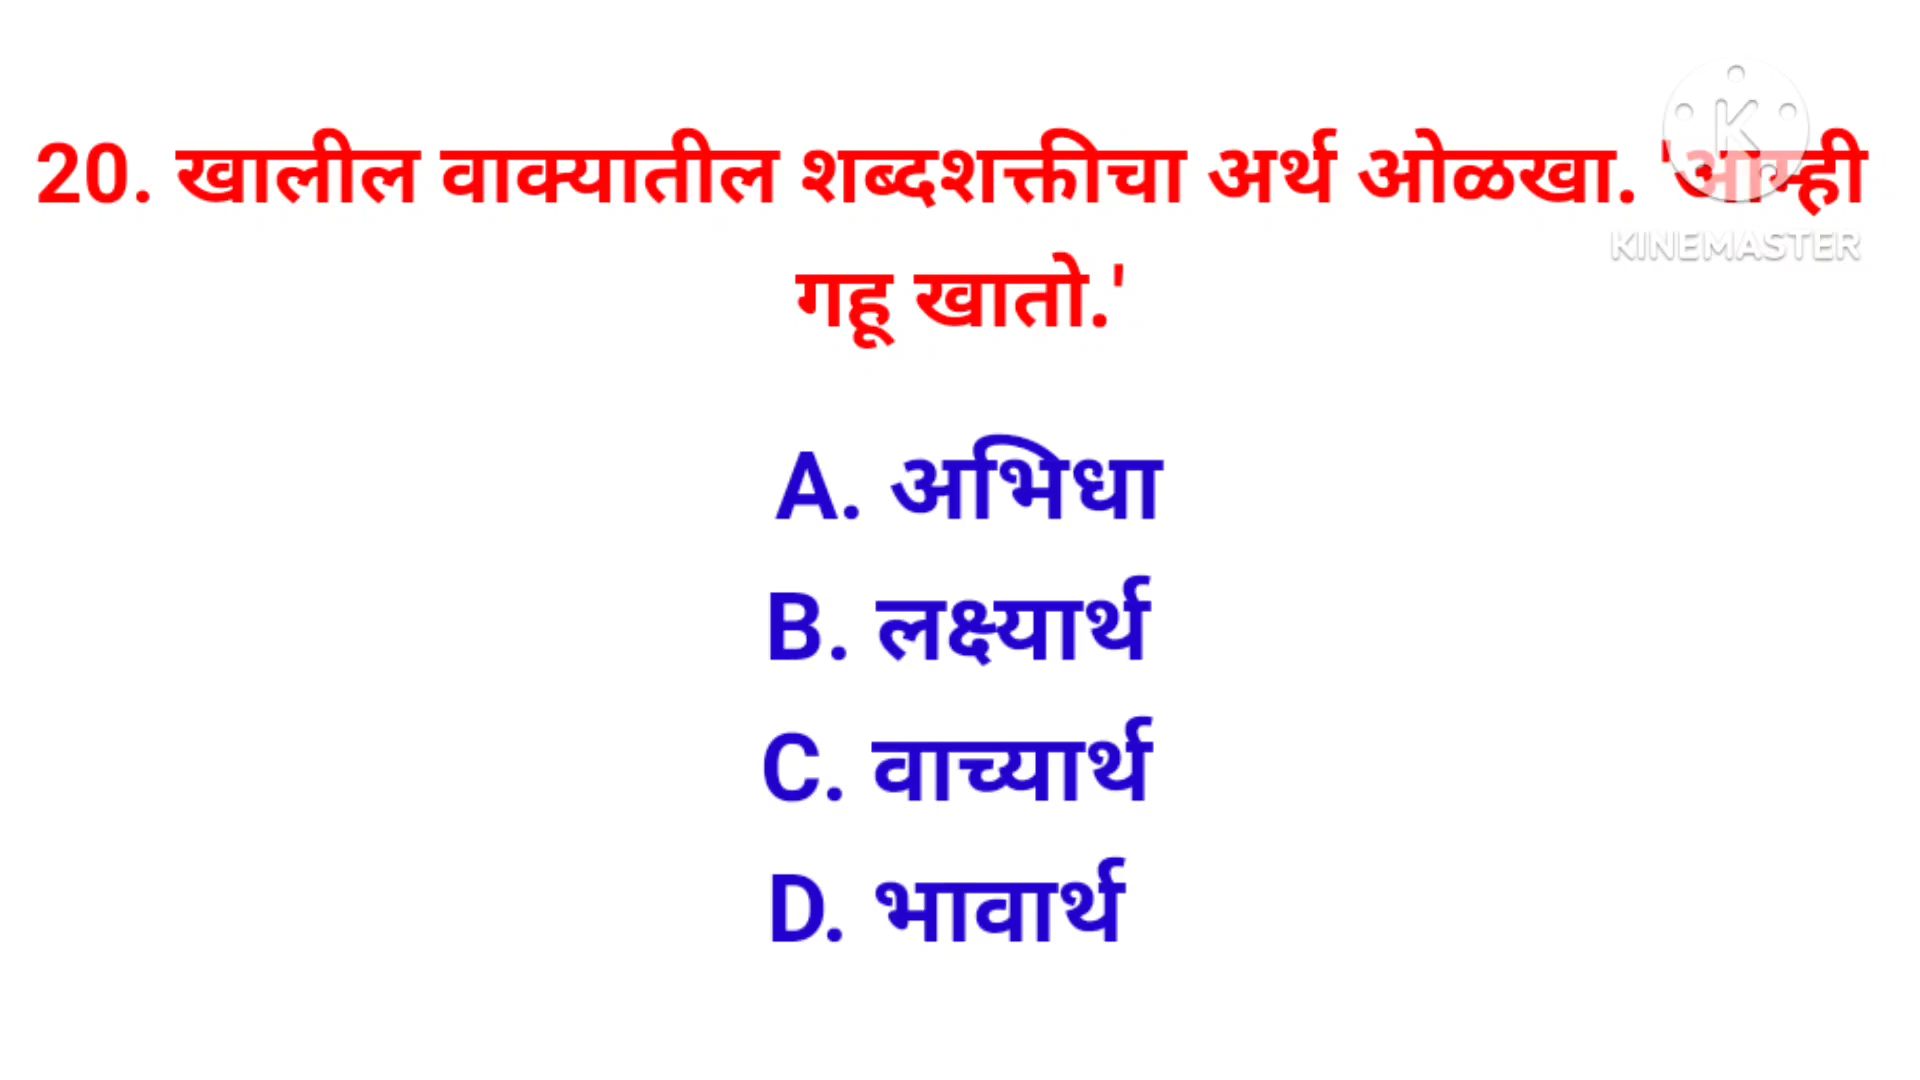 20. खालील वाक्यातील शब्दशक्तीचा अर्थ ओळखा. 'आम्ही
गहू खातो.'
KINEMASTER
A. अभिधा
B. लक्ष्यार्थ
C. वाच्यार्थ
D. भावार्थ